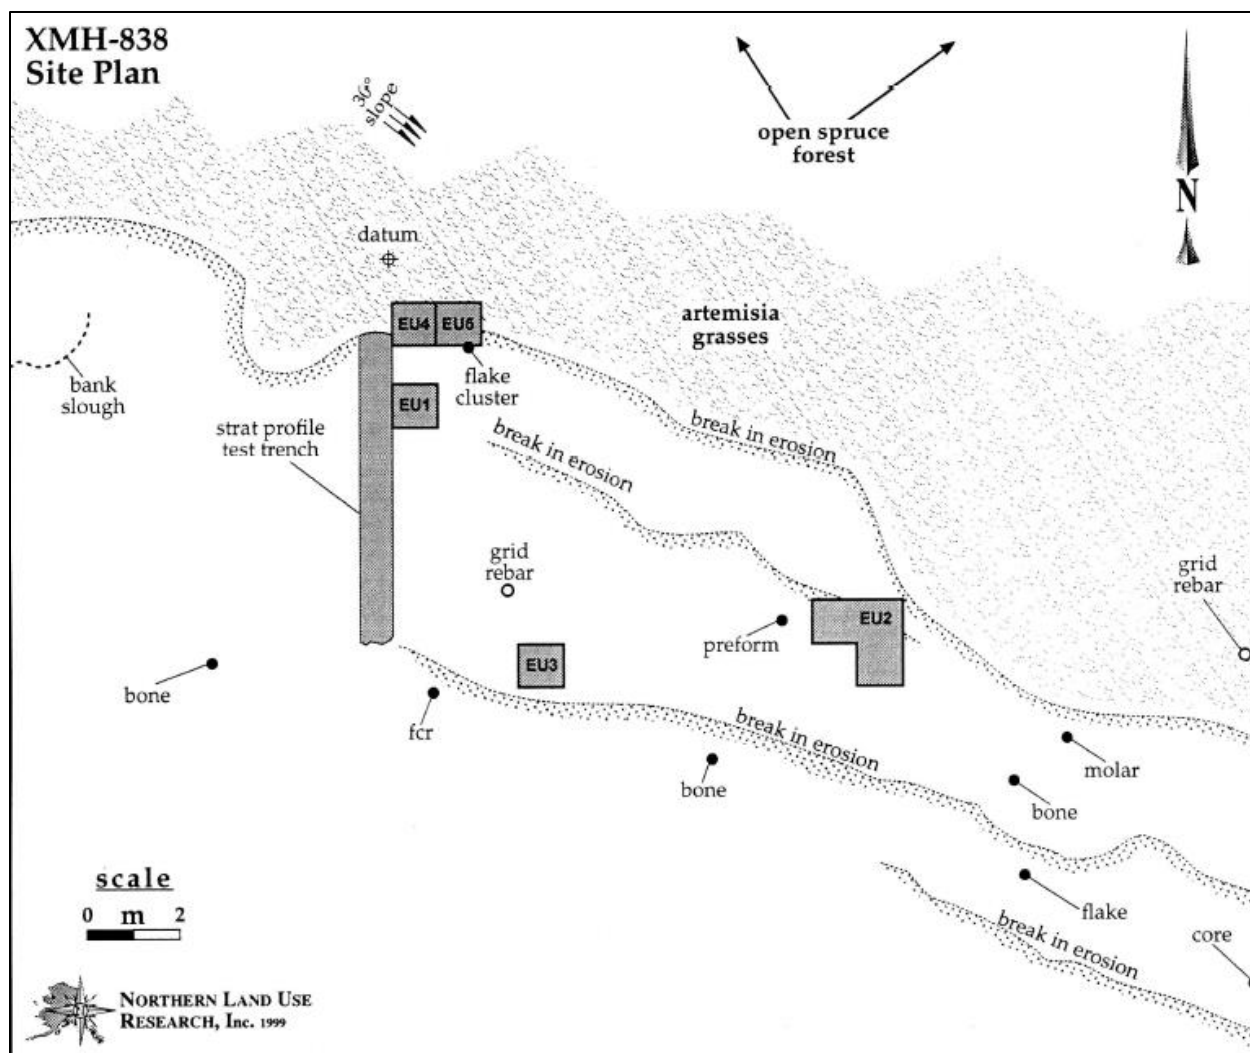 XMH-838
Site Plan
36°
slope
open spruce
forest
N
datum
EU4
EU5
artemisia
grasses
flake
cluster
bank
slough
EU1
strat profile
test trench
break in erosion
break in erosion
grid
rebar
grid
rebar
EU2
preform
EU3
bone
fcr
break in erosion
bone
molar
bone
scale
0 m 2
flake
break in erosion
core
NORTHERN LAND USE
RESEARCH, Inc. 1999